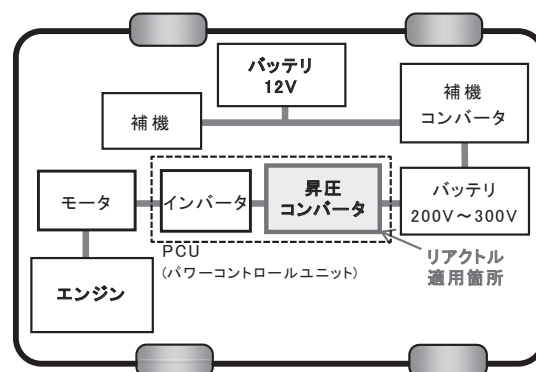 バッテリ
12V
補機
補機
コンバータ
モータ
インバータ
昇圧
コンバータ
バッテリ
200V～300V
PCU
(パワーコントロールユニット)
リアクトル
適用箇所
エンジン